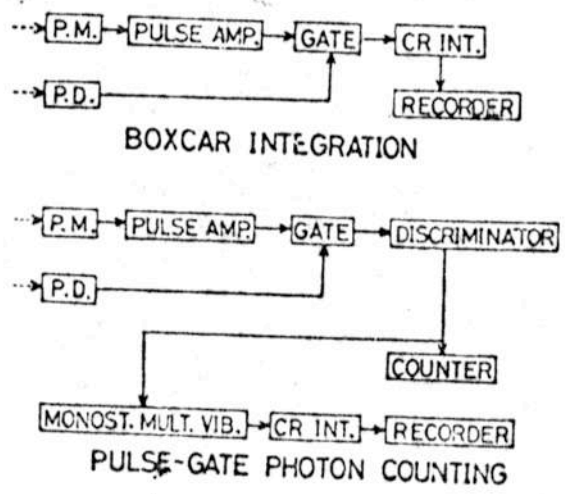 P.M. PULSE AMP. GATE CR INT.
P.D. RECORDER
BOXCAR INTEGRATION
P.M. PULSE AMP. GATE DISCRIMINATOR
P.D.
COUNTER
MONOST. MULT. VIB. CR INT. RECORDER
PULSE-GATE PHOTON COUNTING